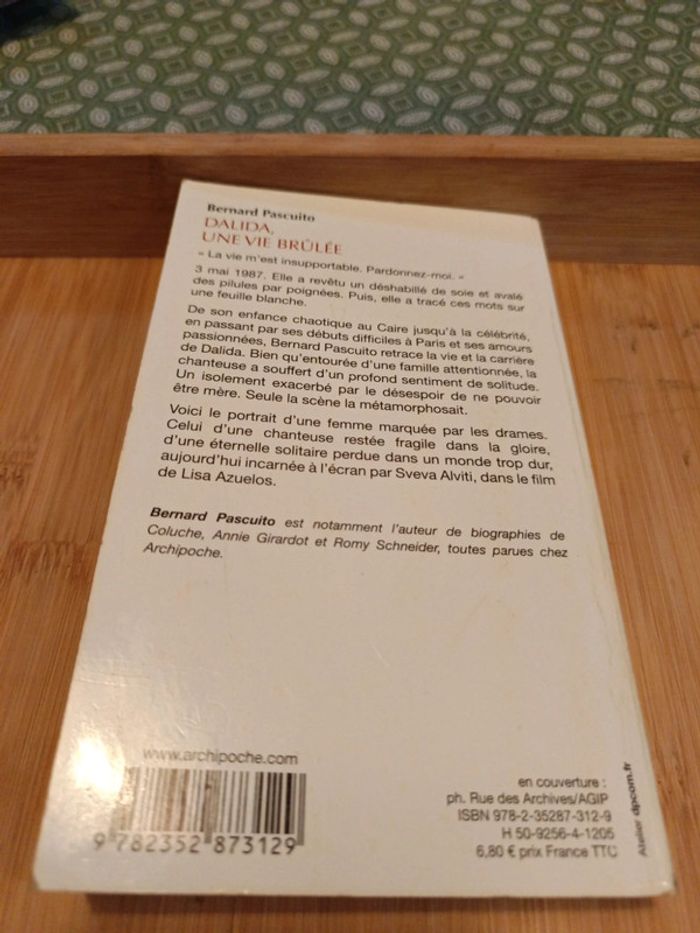 Bernard Pascuito
DALIDA,
UNE VIE BRÛLÉE
« La vie m'est insupportable. Pardonnez-moi. »
3 mai 1987. Elle a revêtu un déshabillé de soie et avalé
des pilules par poignées. Puis, elle a tracé ces mots sur
une feuille blanche.
De son enfance chaotique au Caire jusqu'à la célébrité,
en passant par ses débuts difficiles à Paris et ses amours
passionnées, Bernard Pascuito retrace la vie et la carrière
de Dalida. Bien qu'entourée d'une famille attentionnée, la
chanteuse a souffert d'un profond sentiment de solitude.
Un isolement exacerbé par le désespoir de ne pouvoir
être mère. Seule la scène la métamorphosait.
Voici le portrait d'une femme marquée par les drames.
Celui d'une chanteuse restée fragile dans la gloire,
d'une éternelle solitaire perdue dans un monde trop dur,
aujourd'hui incarnée à l'écran par Sveva Alviti, dans le film
de Lisa Azuelos.
Bernard Pascuito est notamment l'auteur de biographies de
Coluche, Annie Girardot et Romy Schneider, toutes parues chez
Archipoche.
www.archipoche.com
9 782352 873129
en couverture :
ph. Rue des Archives/AGIP
ISBN 978-2-35287-312-9
H 50-9256-4-1205
6,80 € prix France TTC
Atelier dpcom.fr